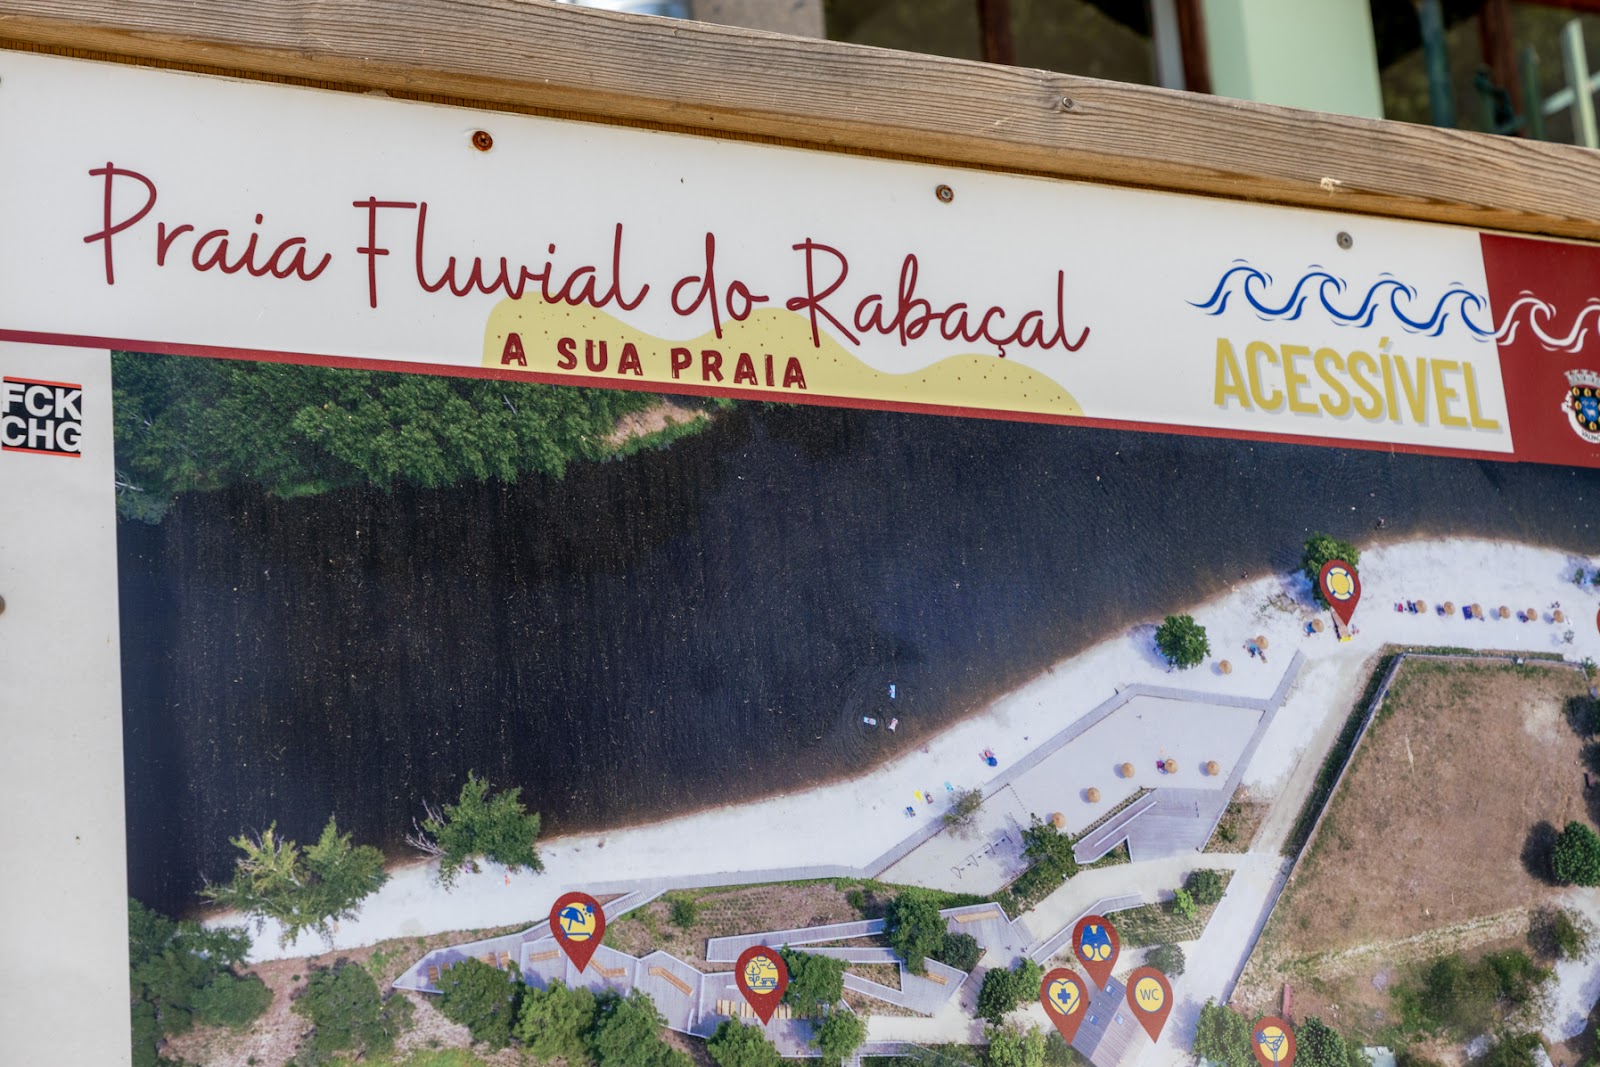 Praia Fluvial do Rabaçal
A SUA PRAIA
ACESSÍVEL
FCK
CHG
WC